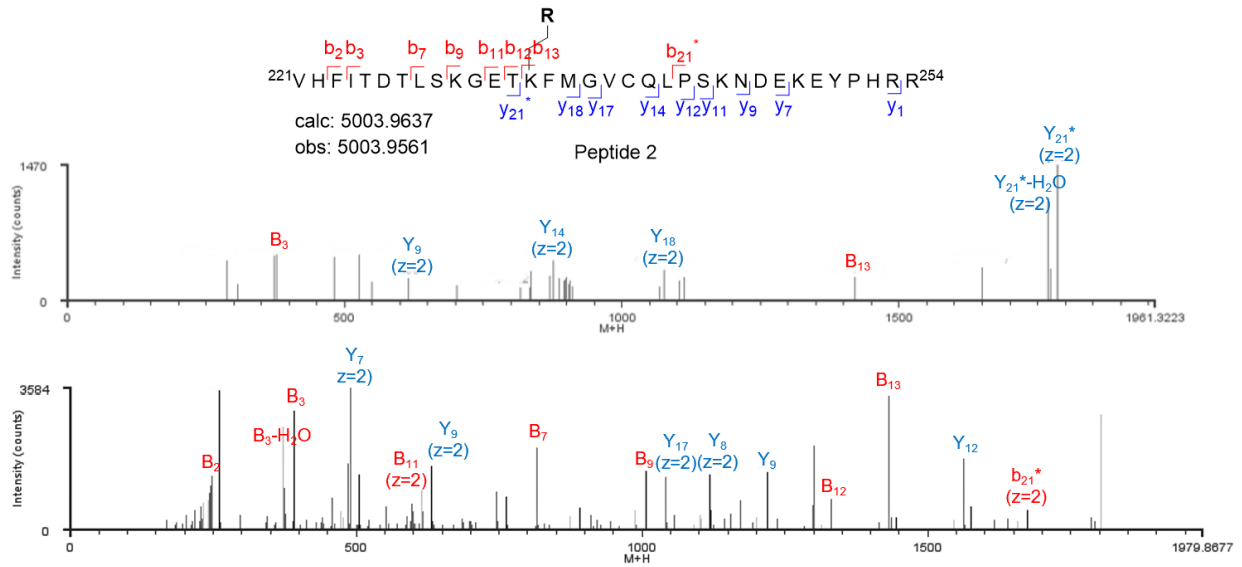 R
b2 b3 b7 b9 b11 b12 b13 b21*
221VHFITDTLSKGETKFMGVCQLPSKNDEKEYPHRR254
y21* y18 y17 y14 y12 y11 y9 y7 y1
calc: 5003.9637
obs: 5003.9561
Peptide 2
Intensity (counts)
1470
0
B3
Y9
(z=2)
Y14
(z=2)
Y18
(z=2)
B13
Y21*-H2O
(z=2)
Y21*
(z=2)
0 500 1000 1500 1961.3223
M+H
Intensity (counts)
3584
0
B2
B3-H2O
B3
Y7
z=2)
B11
(z=2)
Y9
(z=2)
B7
B9
Y17
(z=2)
Y8
(z=2)
Y9
B12
B13
Y12
b21*
(z=2)
0 500 1000 1500 1979.8677
M+H